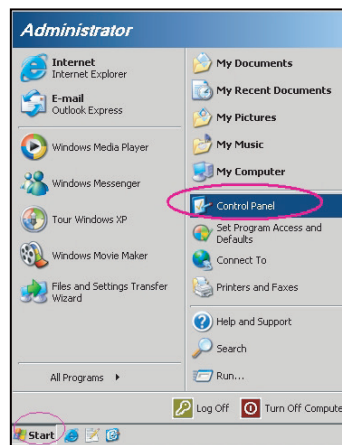 Administrator
Internet
Internet Explorer
E-mail
Outlook Express
Windows Media Player
Windows Messenger
Tour Windows XP
Windows Movie Maker
Files and Settings Transfer
Wizard
All Programs
My Documents
My Recent Documents
My Pictures
My Music
My Computer
Control Panel
Set Program Access and
Defaults
Connect To
Printers and Faxes
Help and Support
Search
Run...
Log Off
Turn Off Compute
Start